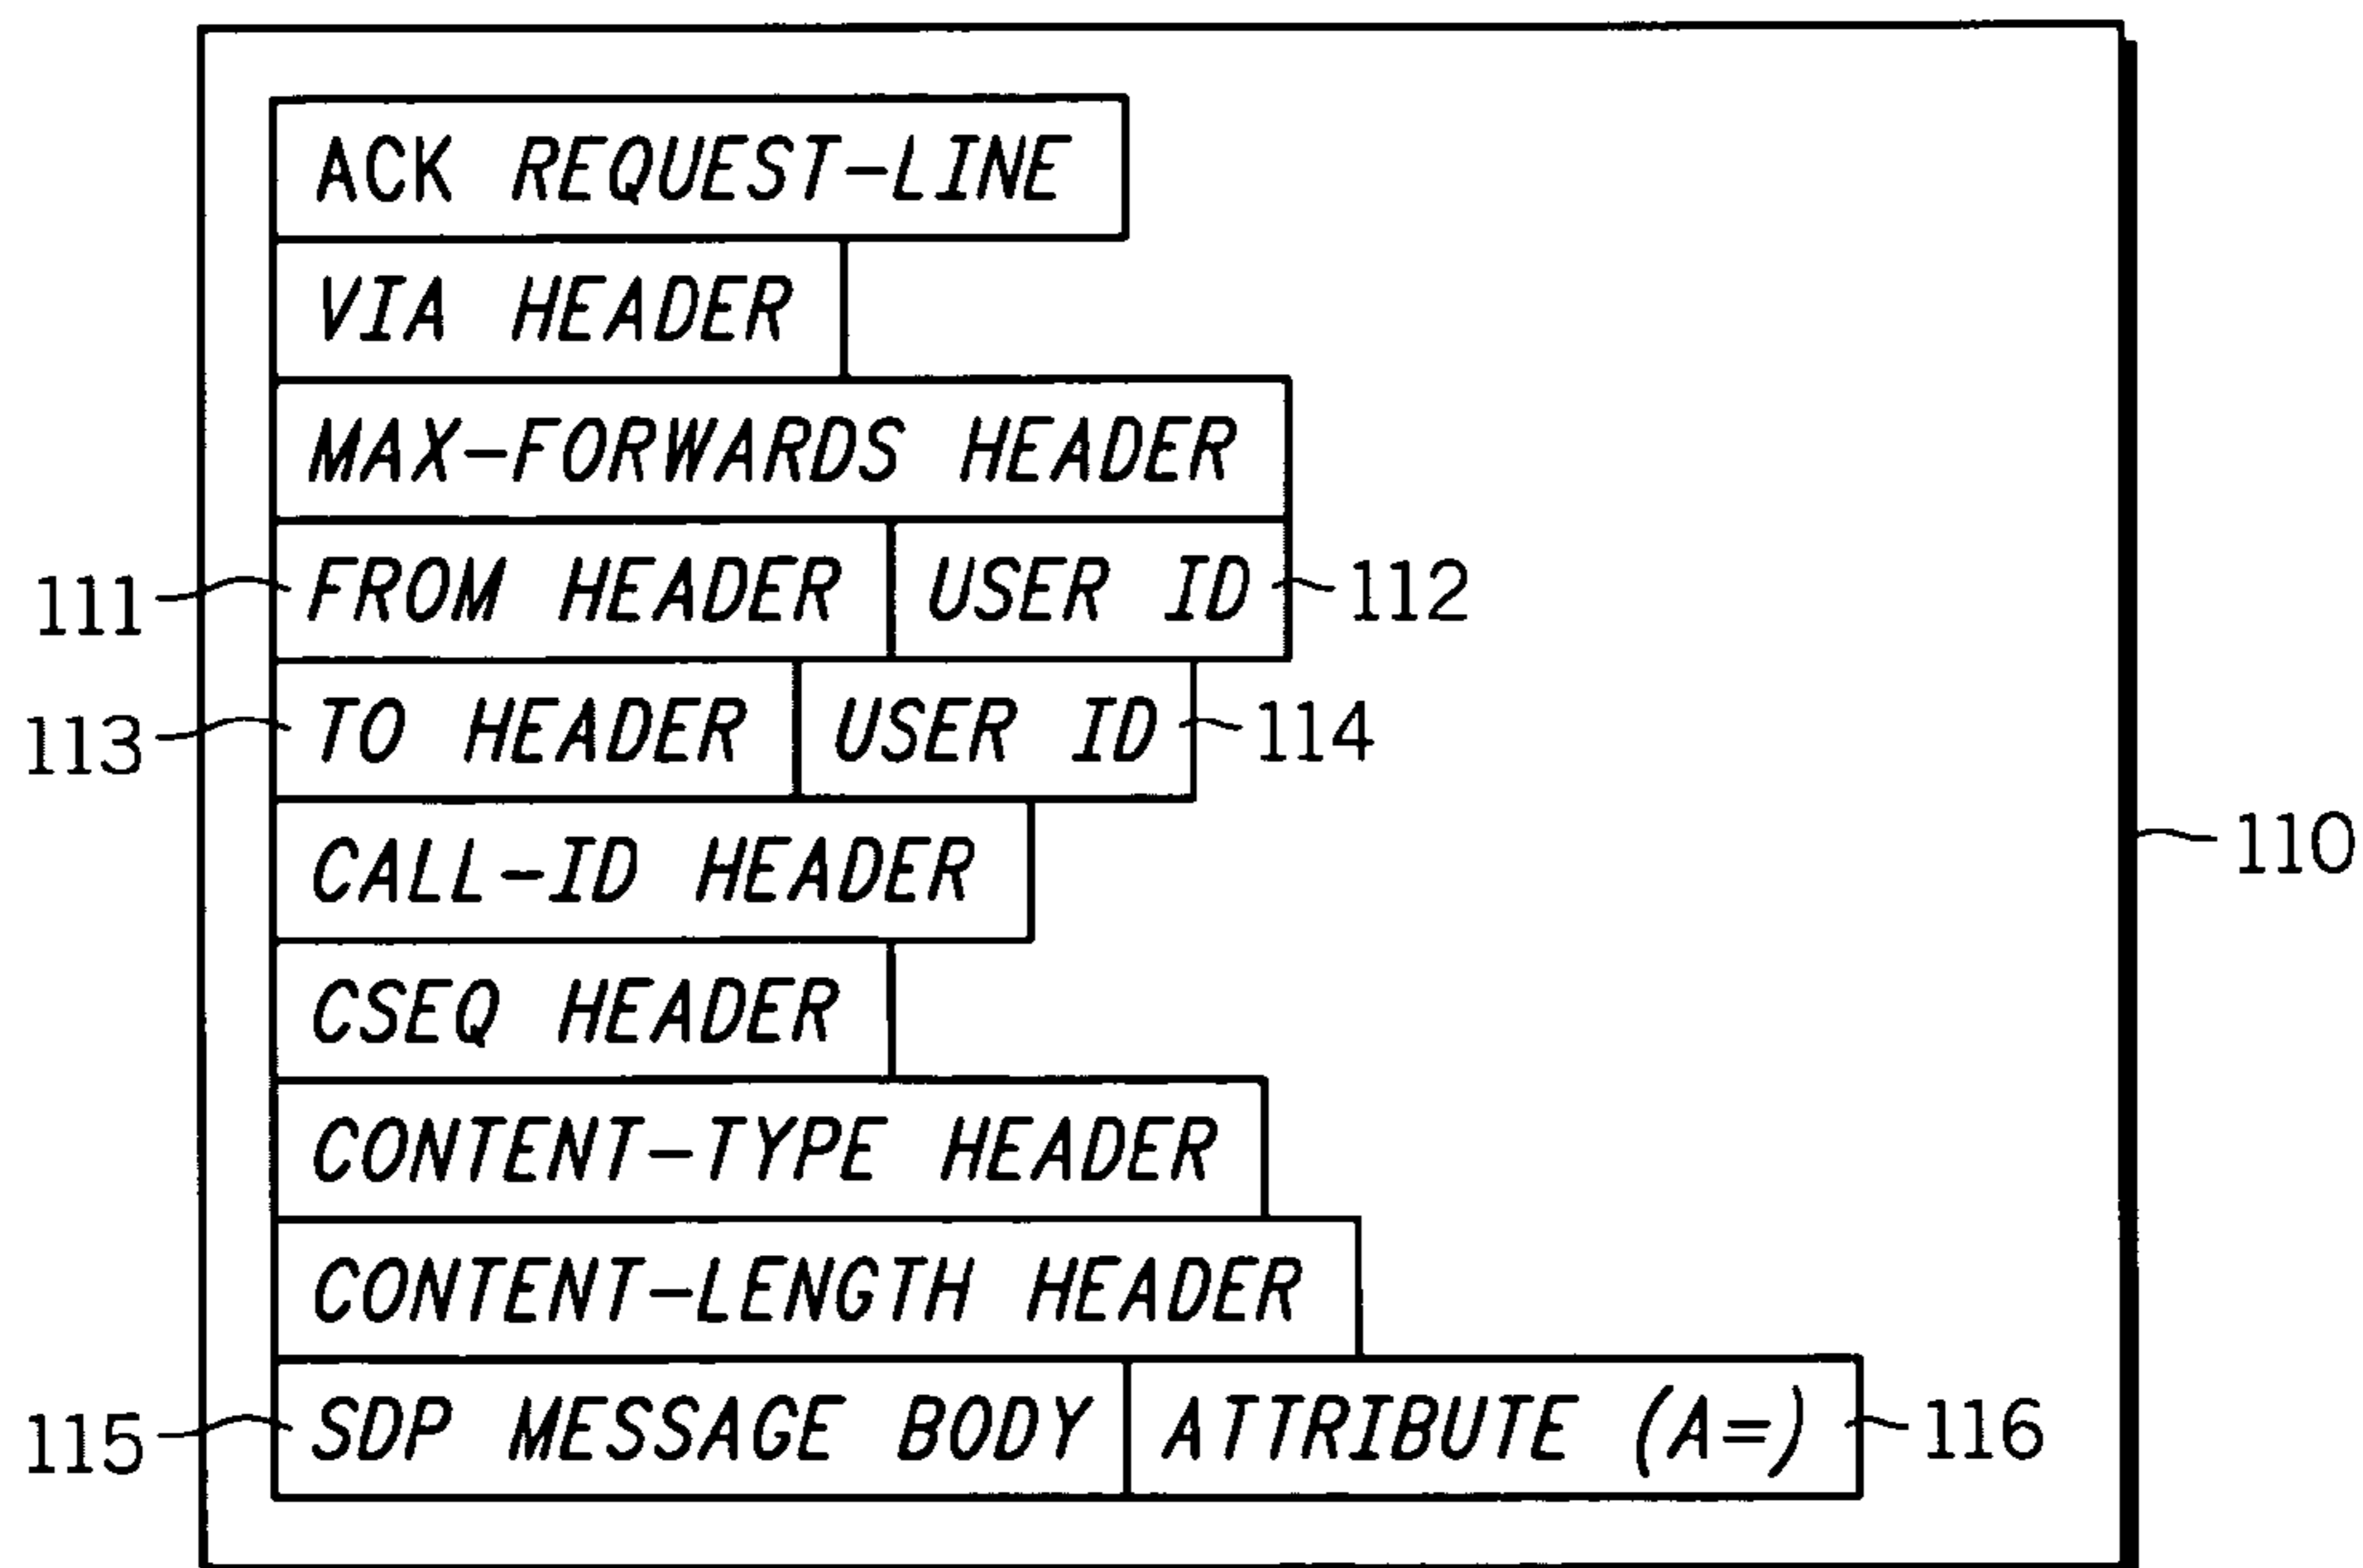 ACK REQUEST-LINE
VIA HEADER
MAX-FORWARDS HEADER
111 FROM HEADER USER ID 112
113 TO HEADER USER ID 114
CALL-ID HEADER
110
CSEQ HEADER
CONTENT-TYPE HEADER
CONTENT-LENGTH HEADER
115 SDP MESSAGE BODY ATTRIBUTE (A=) 116